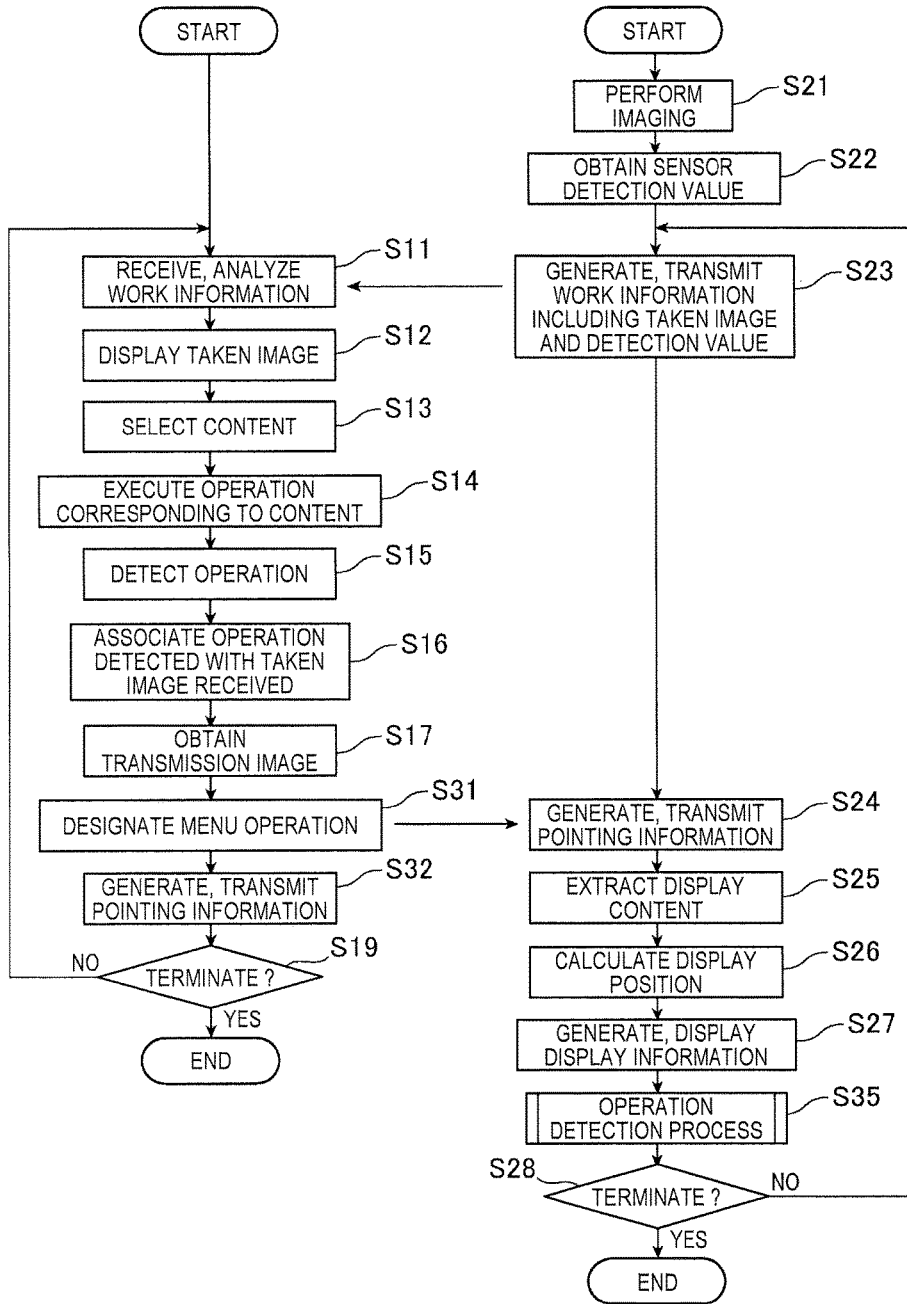 START
S11
RECEIVE, ANALYZE
WORK INFORMATION
S12
DISPLAY TAKEN IMAGE
S13
SELECT CONTENT
S14
EXECUTE OPERATION
CORRESPONDING TO CONTENT
S15
DETECT OPERATION
S16
ASSOCIATE OPERATION
DETECTED WITH TAKEN
IMAGE RECEIVED
S17
OBTAIN
TRANSMISSION IMAGE
S31
DESIGNATE MENU OPERATION
S32
GENERATE, TRANSMIT
POINTING INFORMATION
S19
NO
TERMINATE ?
YES
END
START
S21
PERFORM
IMAGING
S22
OBTAIN SENSOR
DETECTION VALUE
S23
GENERATE, TRANSMIT
WORK INFORMATION
INCLUDING TAKEN IMAGE
AND DETECTION VALUE
S24
GENERATE, TRANSMIT
POINTING INFORMATION
S25
EXTRACT DISPLAY
CONTENT
S26
CALCULATE DISPLAY
POSITION
S27
GENERATE, DISPLAY
DISPLAY INFORMATION
S35
OPERATION
DETECTION PROCESS
S28
NO
TERMINATE ?
YES
END